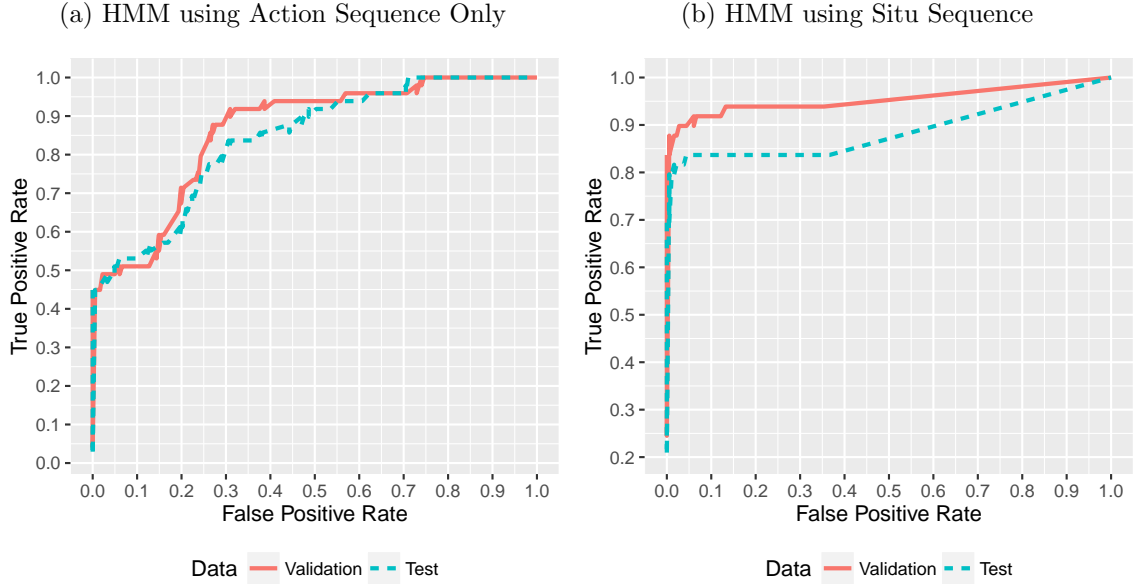 (a) HMM using Action Sequence Only
1.0
0.9
0.8
0.7
0.6
0.5
0.4
0.3
0.2
0.1
0.0
True Positive Rate
0.0 0.1 0.2 0.3 0.4 0.5 0.6 0.7 0.8 0.9 1.0
False Positive Rate
Data Validation Test
(b) HMM using Situ Sequence
1.0
0.9
0.8
0.7
0.6
0.5
0.4
0.3
0.2
True Positive Rate
0.0 0.1 0.2 0.3 0.4 0.5 0.6 0.7 0.8 0.9 1.0
False Positive Rate
Data Validation Test